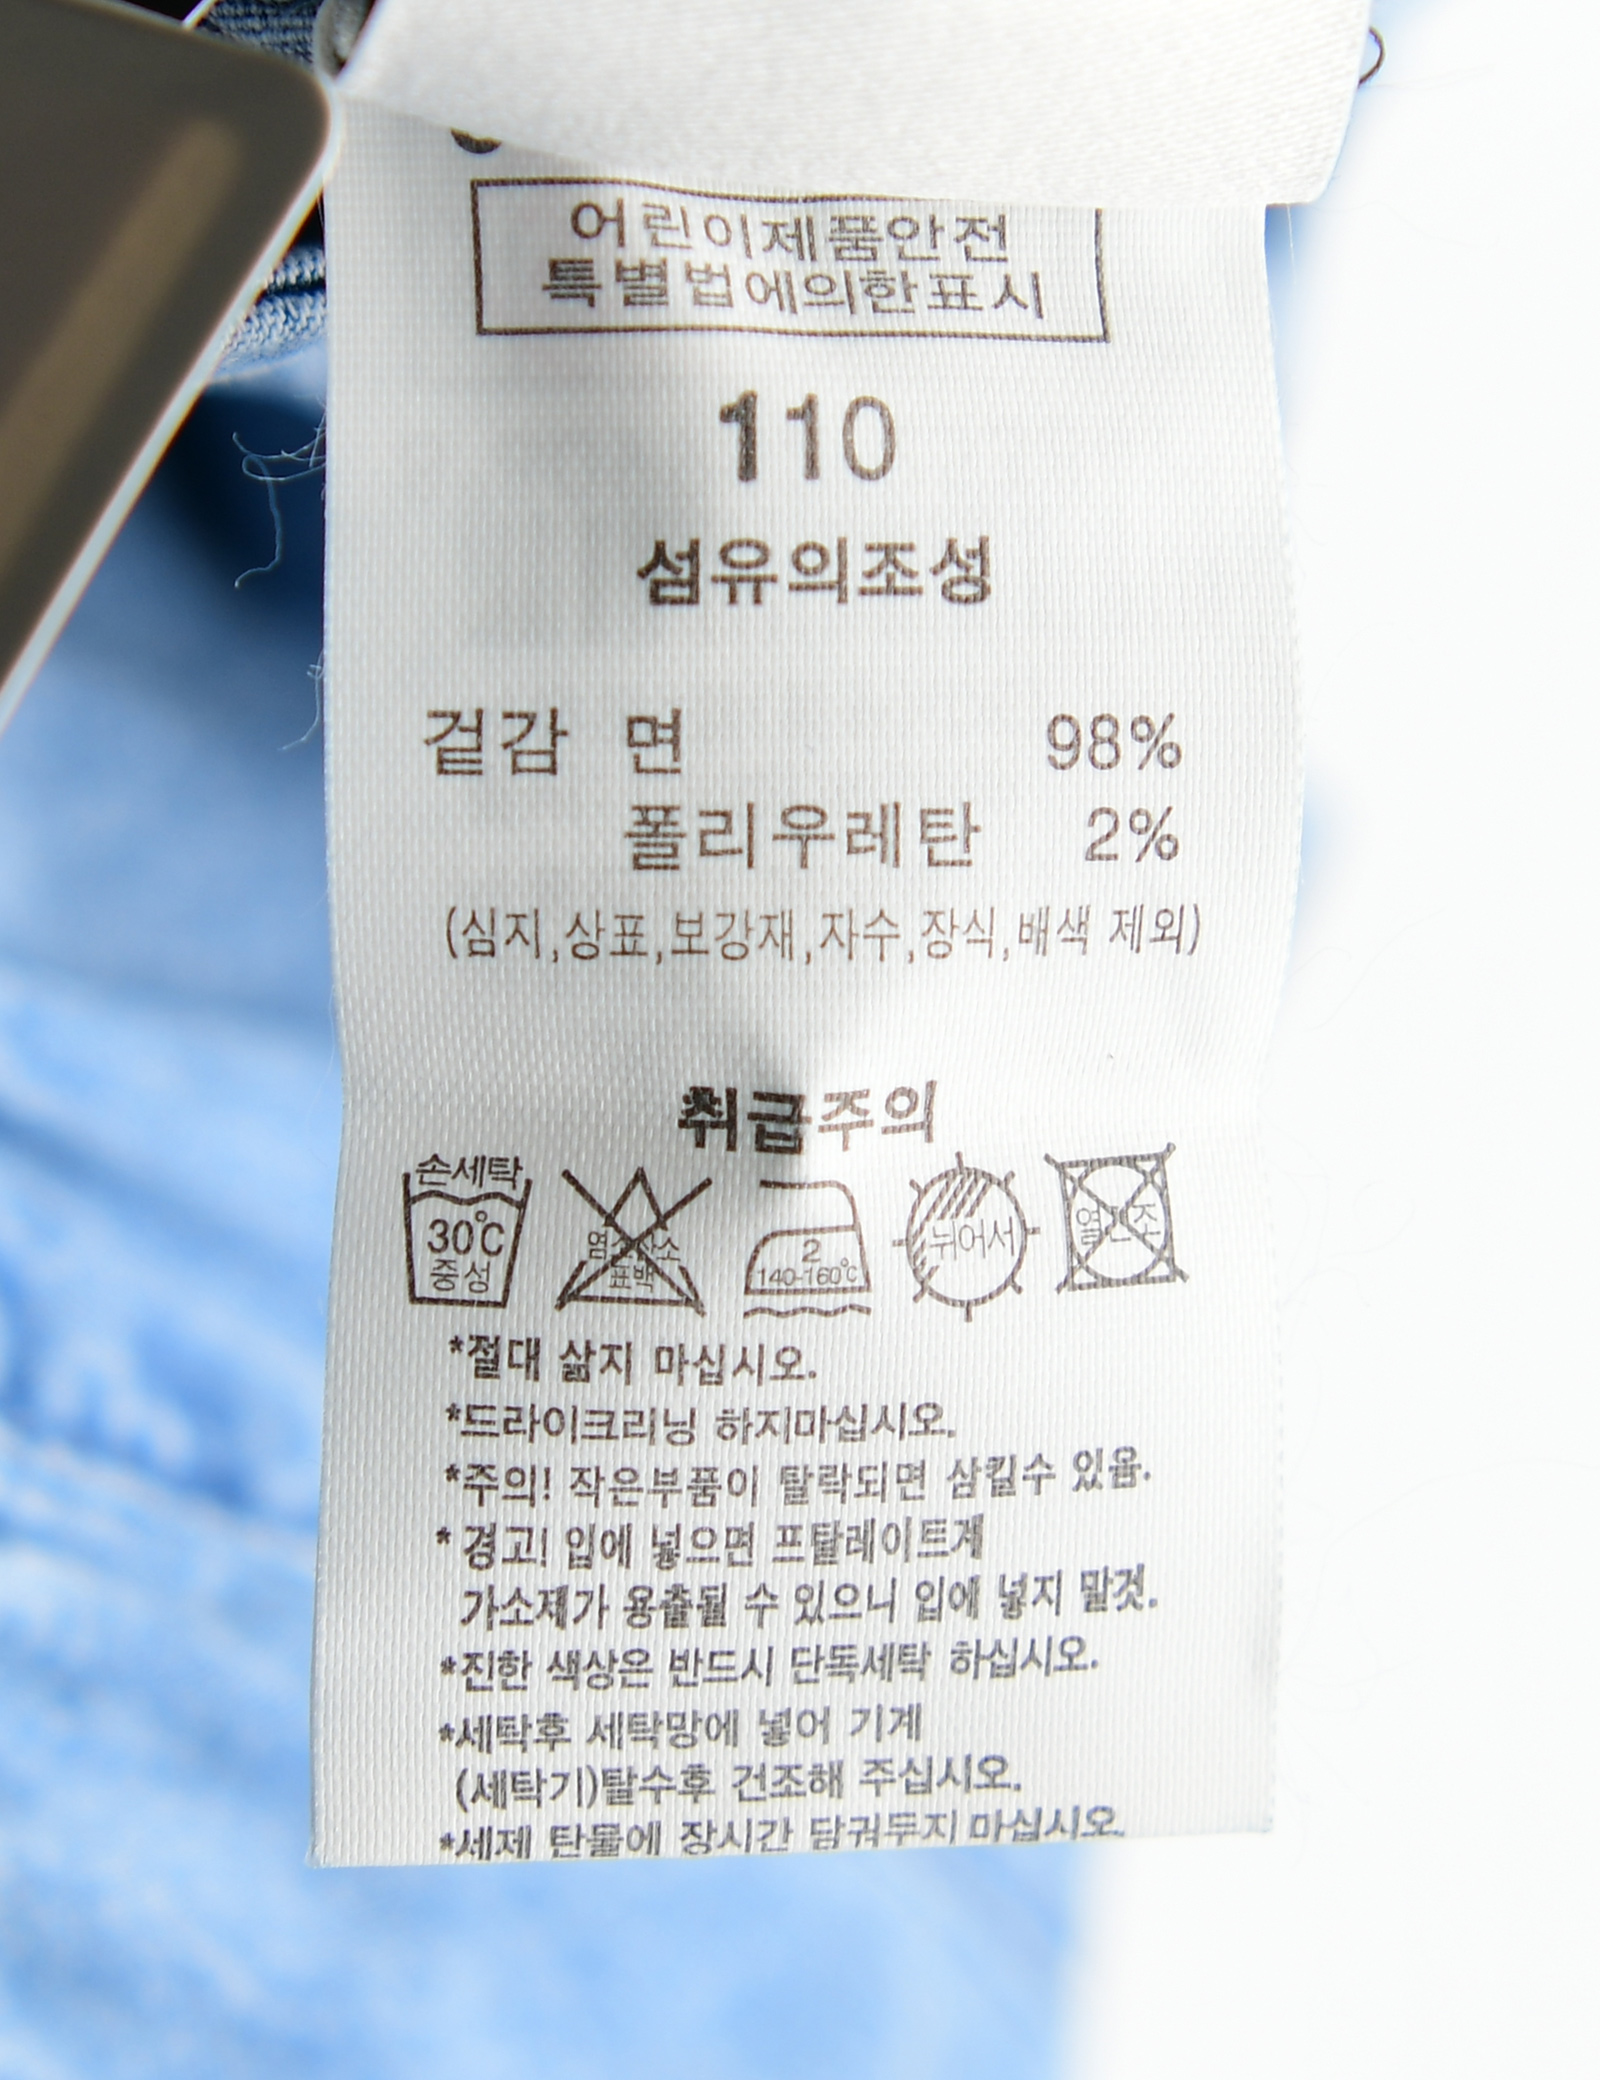 어린이제품안전
특별법에의한표시
110
섬유의조성
겉감 면 98%
폴리우레탄 2%
(심지,상표,보강재,자수,장식,배색 제외)
취급주의
손세탁
30℃
중성
염소산소
표백
2
140-160℃
뉘어서
열건조
*절대 삶지 마십시오.
*드라이크리닝 하지마십시오.
*주의! 작은부품이 탈락되면 삼킬수 있음.
* 경고! 입에 넣으면 프탈레이트계
가소제가 용출될 수 있으니 입에 넣지 말것.
*진한 색상은 반드시 단독세탁 하십시오.
*세탁후 세탁망에 넣어 기계
(세탁기)탈수후 건조해 주십시오.
*세제 탄물에 장시간 담궈두지 마십시오.